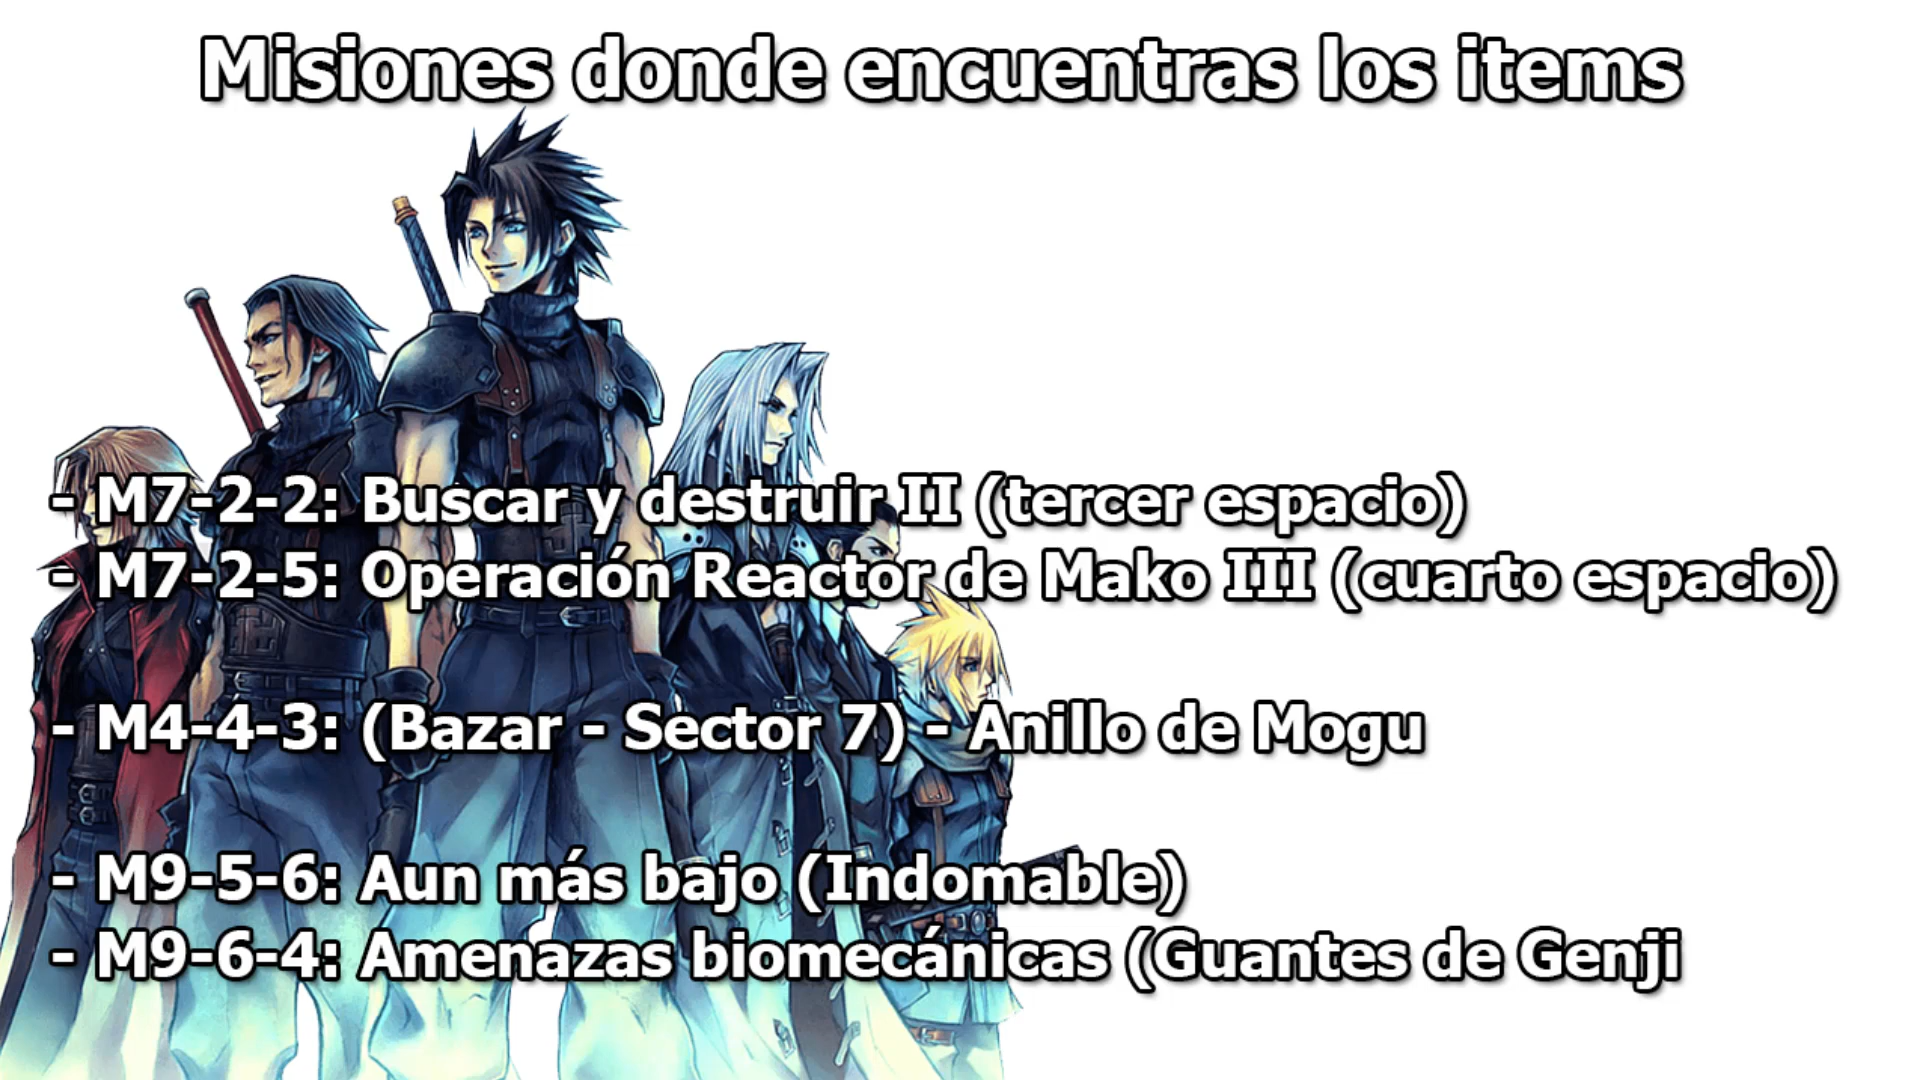 Misiones donde encuentras los items
- M7-2-2: Buscar y destruir II (tercer espacio)
- M7-2-5: Operación Reactor de Mako III (cuarto espacio)
- M4-4-3: (Bazar - Sector 7) - Anillo de Mogu
- M9-5-6: Aun más bajo (Indomable)
- M9-6-4: Amenazas biomecánicas (Guantes de Genji